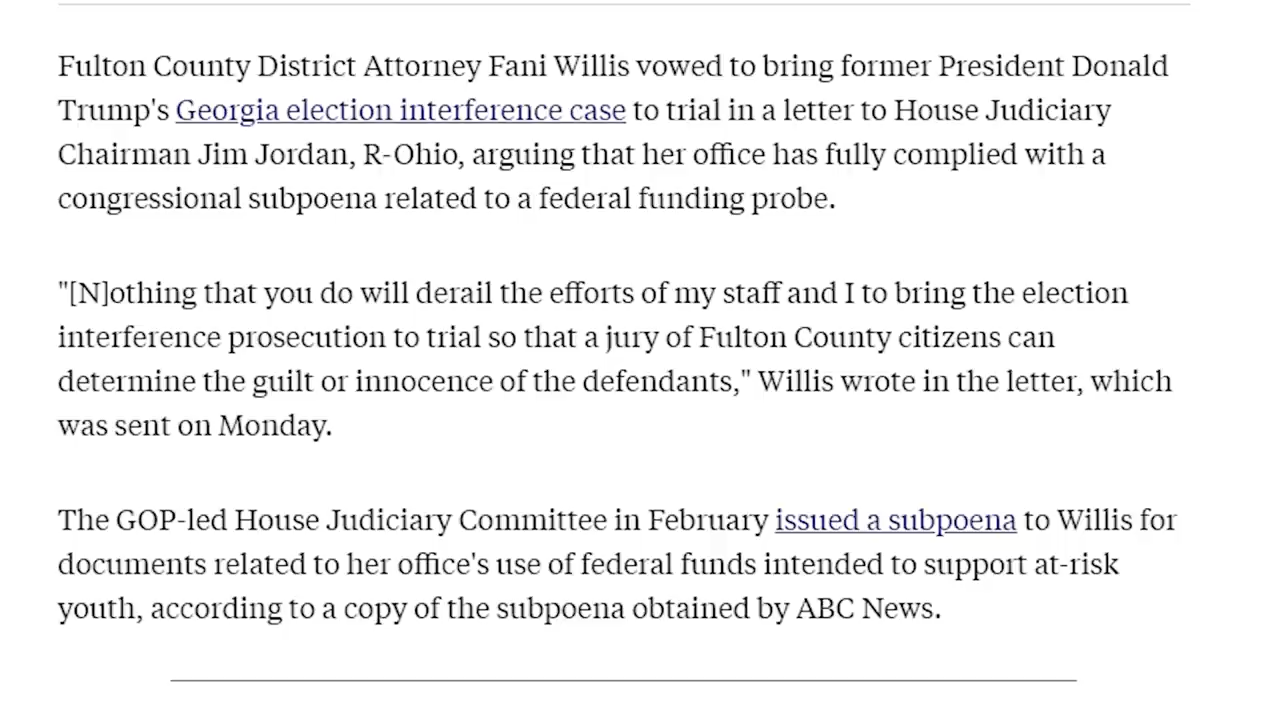 Fulton County District Attorney Fani Willis vowed to bring former President Donald
Trump's Georgia election interference case to trial in a letter to House Judiciary
Chairman Jim Jordan, R-Ohio, arguing that her office has fully complied with a
congressional subpoena related to a federal funding probe.
"[N]othing that you do will derail the efforts of my staff and I to bring the election
interference prosecution to trial so that a jury of Fulton County citizens can
determine the guilt or innocence of the defendants," Willis wrote in the letter, which
was sent on Monday.
The GOP-led House Judiciary Committee in February issued a subpoena to Willis for
documents related to her office's use of federal funds intended to support at-risk
youth, according to a copy of the subpoena obtained by ABC News.